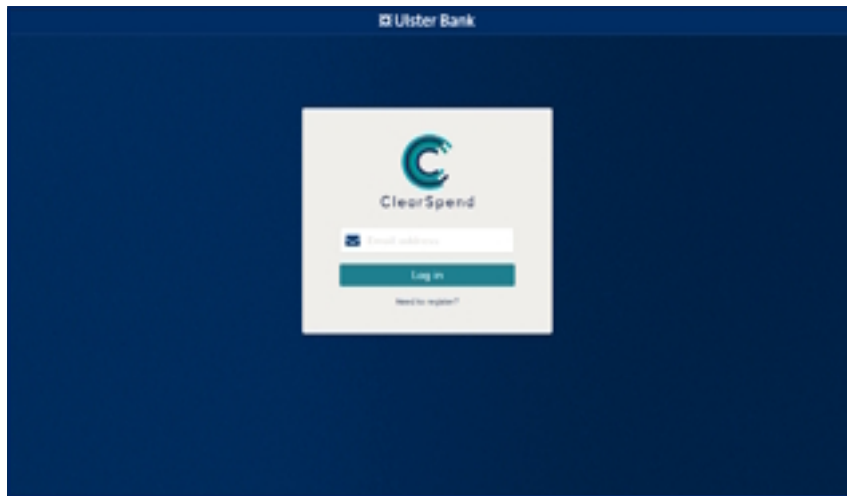 Ulster Bank
ClearSpend
Email address
Log in
Need to register?